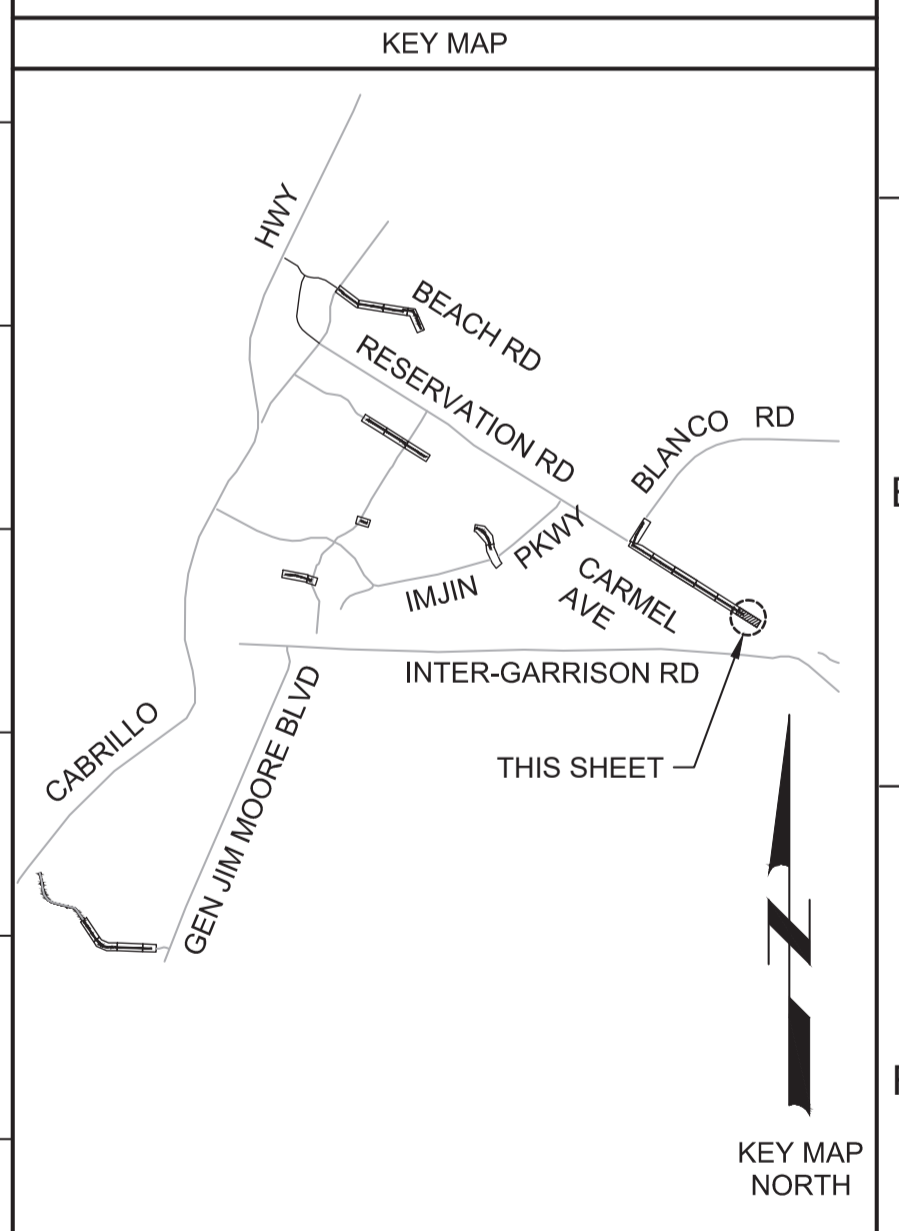 KEY MAP
HWY
BEACH RD
RESERVATION RD
BLANCO RD
IMJIN PKWY
CARMEL
AVE
INTER-GARRISON RD
CABRILLO
GEN JIM MOORE BLVD
THIS SHEET
N
KEY MAP
NORTH